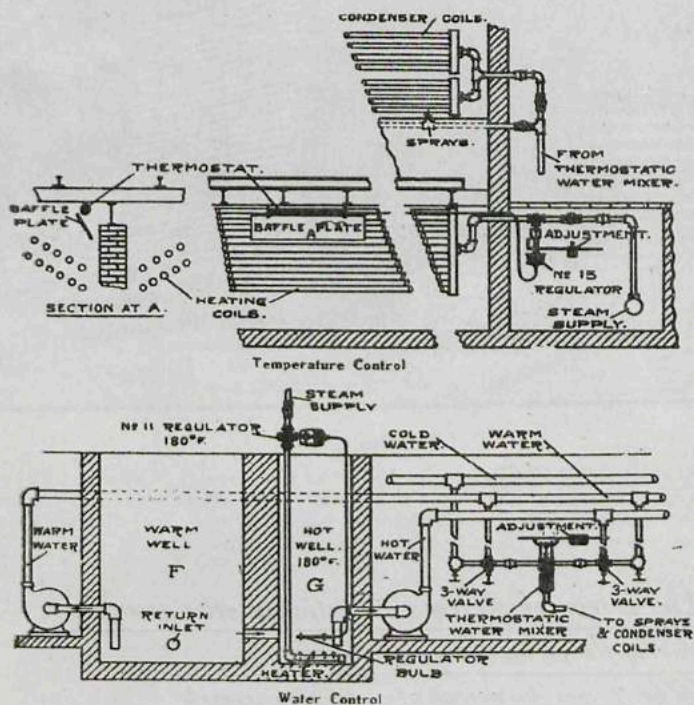 CONDENSER COILS.
SPRAYS.
FROM
THERMOSTATIC
WATER MIXER.
THERMOSTAT.
BAFFLE
PLATE
BAFFLE A PLATE
ADJUSTMENT.
Nº 15
REGULATOR
STEAM
SUPPLY.
HEATING
COILS.
SECTION AT A.
Temperature Control
STEAM
SUPPLY
Nº 11 REGULATOR
180°F.
COLD
WATER.
WARM
WATER.
WARM
WATER
WARM
WELL
F
HOT
WELL.
180°F.
G
HOT
WATER
ADJUSTMENT.
3-WAY
VALVE
3-WAY
VALVE.
THERMOSTATIC
WATER MIXER
TO SPRAYS
& CONDENSER
COILS.
RETURN
INLET
HEATER.
REGULATOR
BULB
Water Control